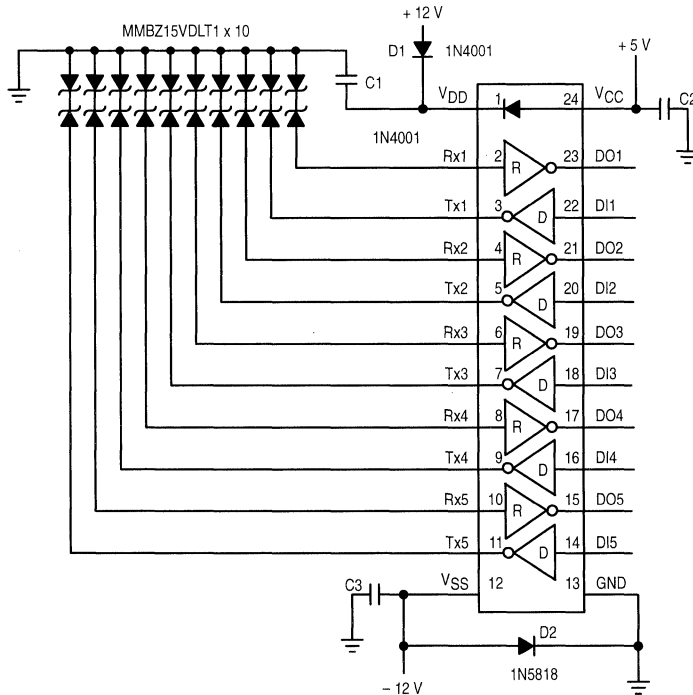 + 12 V
MMBZ15VDLT1 x 10
D1 1N4001
+ 5 V
C1
VDD 1 24 VCC C2
1N4001
Rx1 2 R 23 DO1
Tx1 3 D 22 DI1
Rx2 4 R 21 DO2
Tx2 5 D 20 DI2
Rx3 6 R 19 DO3
Tx3 7 D 18 DI3
Rx4 8 R 17 DO4
Tx4 9 D 16 DI4
Rx5 10 R 15 DO5
Tx5 11 D 14 DI5
C3 VSS 12 13 GND
D2
1N5818
– 12 V